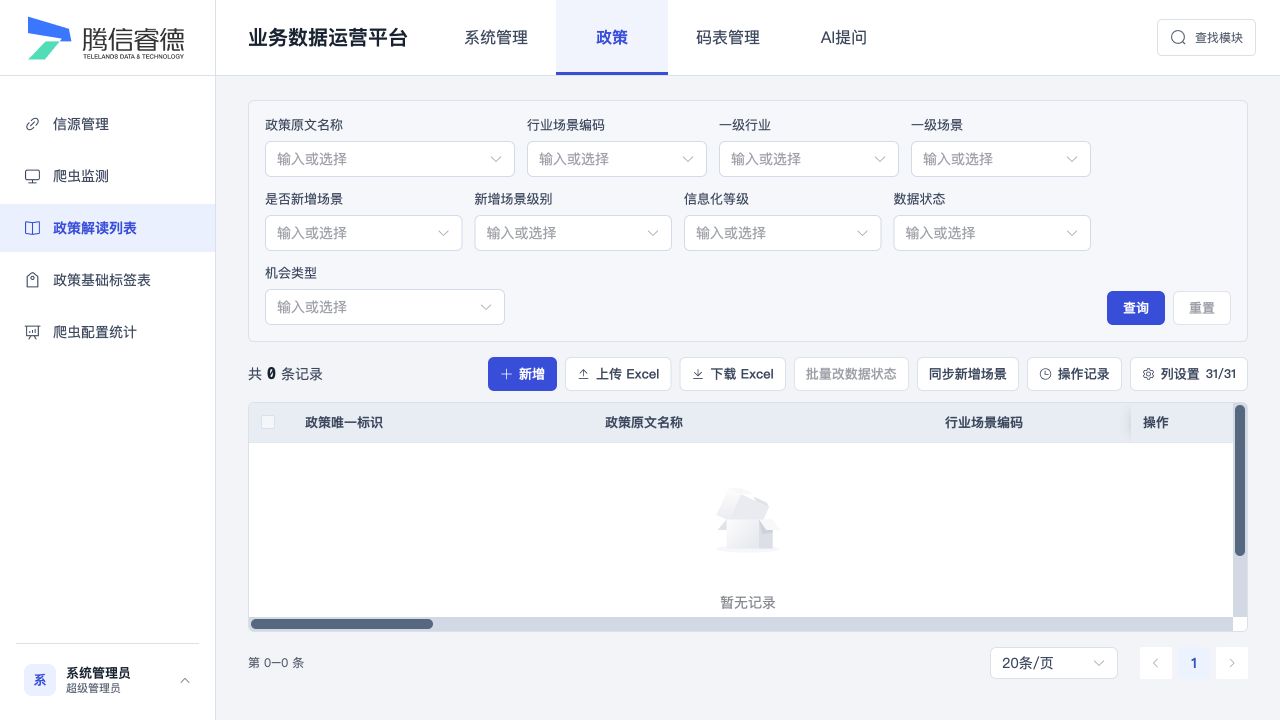 腾信睿德
TELELANDS DATA & TECHNOLOGY
业务数据运营平台
系统管理
政策
码表管理
AI提问
查找模块
信源管理
爬虫监测
政策解读列表
政策基础标签表
爬虫配置统计
系
系统管理员
超级管理员
政策原文名称 行业场景编码 一级行业 一级场景
输入或选择 输入或选择 输入或选择 输入或选择
是否新增场景 新增场景级别 信息化等级 数据状态
输入或选择 输入或选择 输入或选择 输入或选择
机会类型
输入或选择
查询 重置
共 0 条记录
新增 上传 Excel 下载 Excel 批量改数据状态 同步新增场景 操作记录 列设置 31/31
政策唯一标识 政策原文名称 行业场景编码 操作
暂无记录
第 0—0 条
20条/页
1